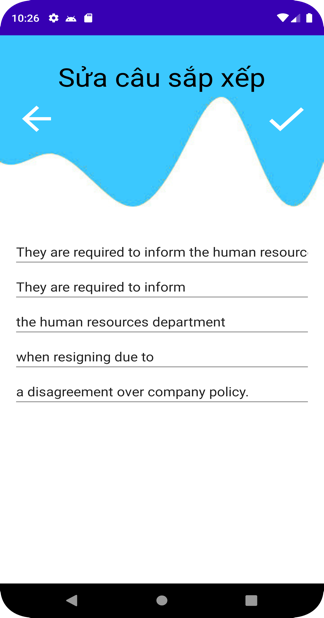 10:26
Sửa câu sắp xếp
They are required to inform the human resourc
They are required to inform
the human resources department
when resigning due to
a disagreement over company policy.